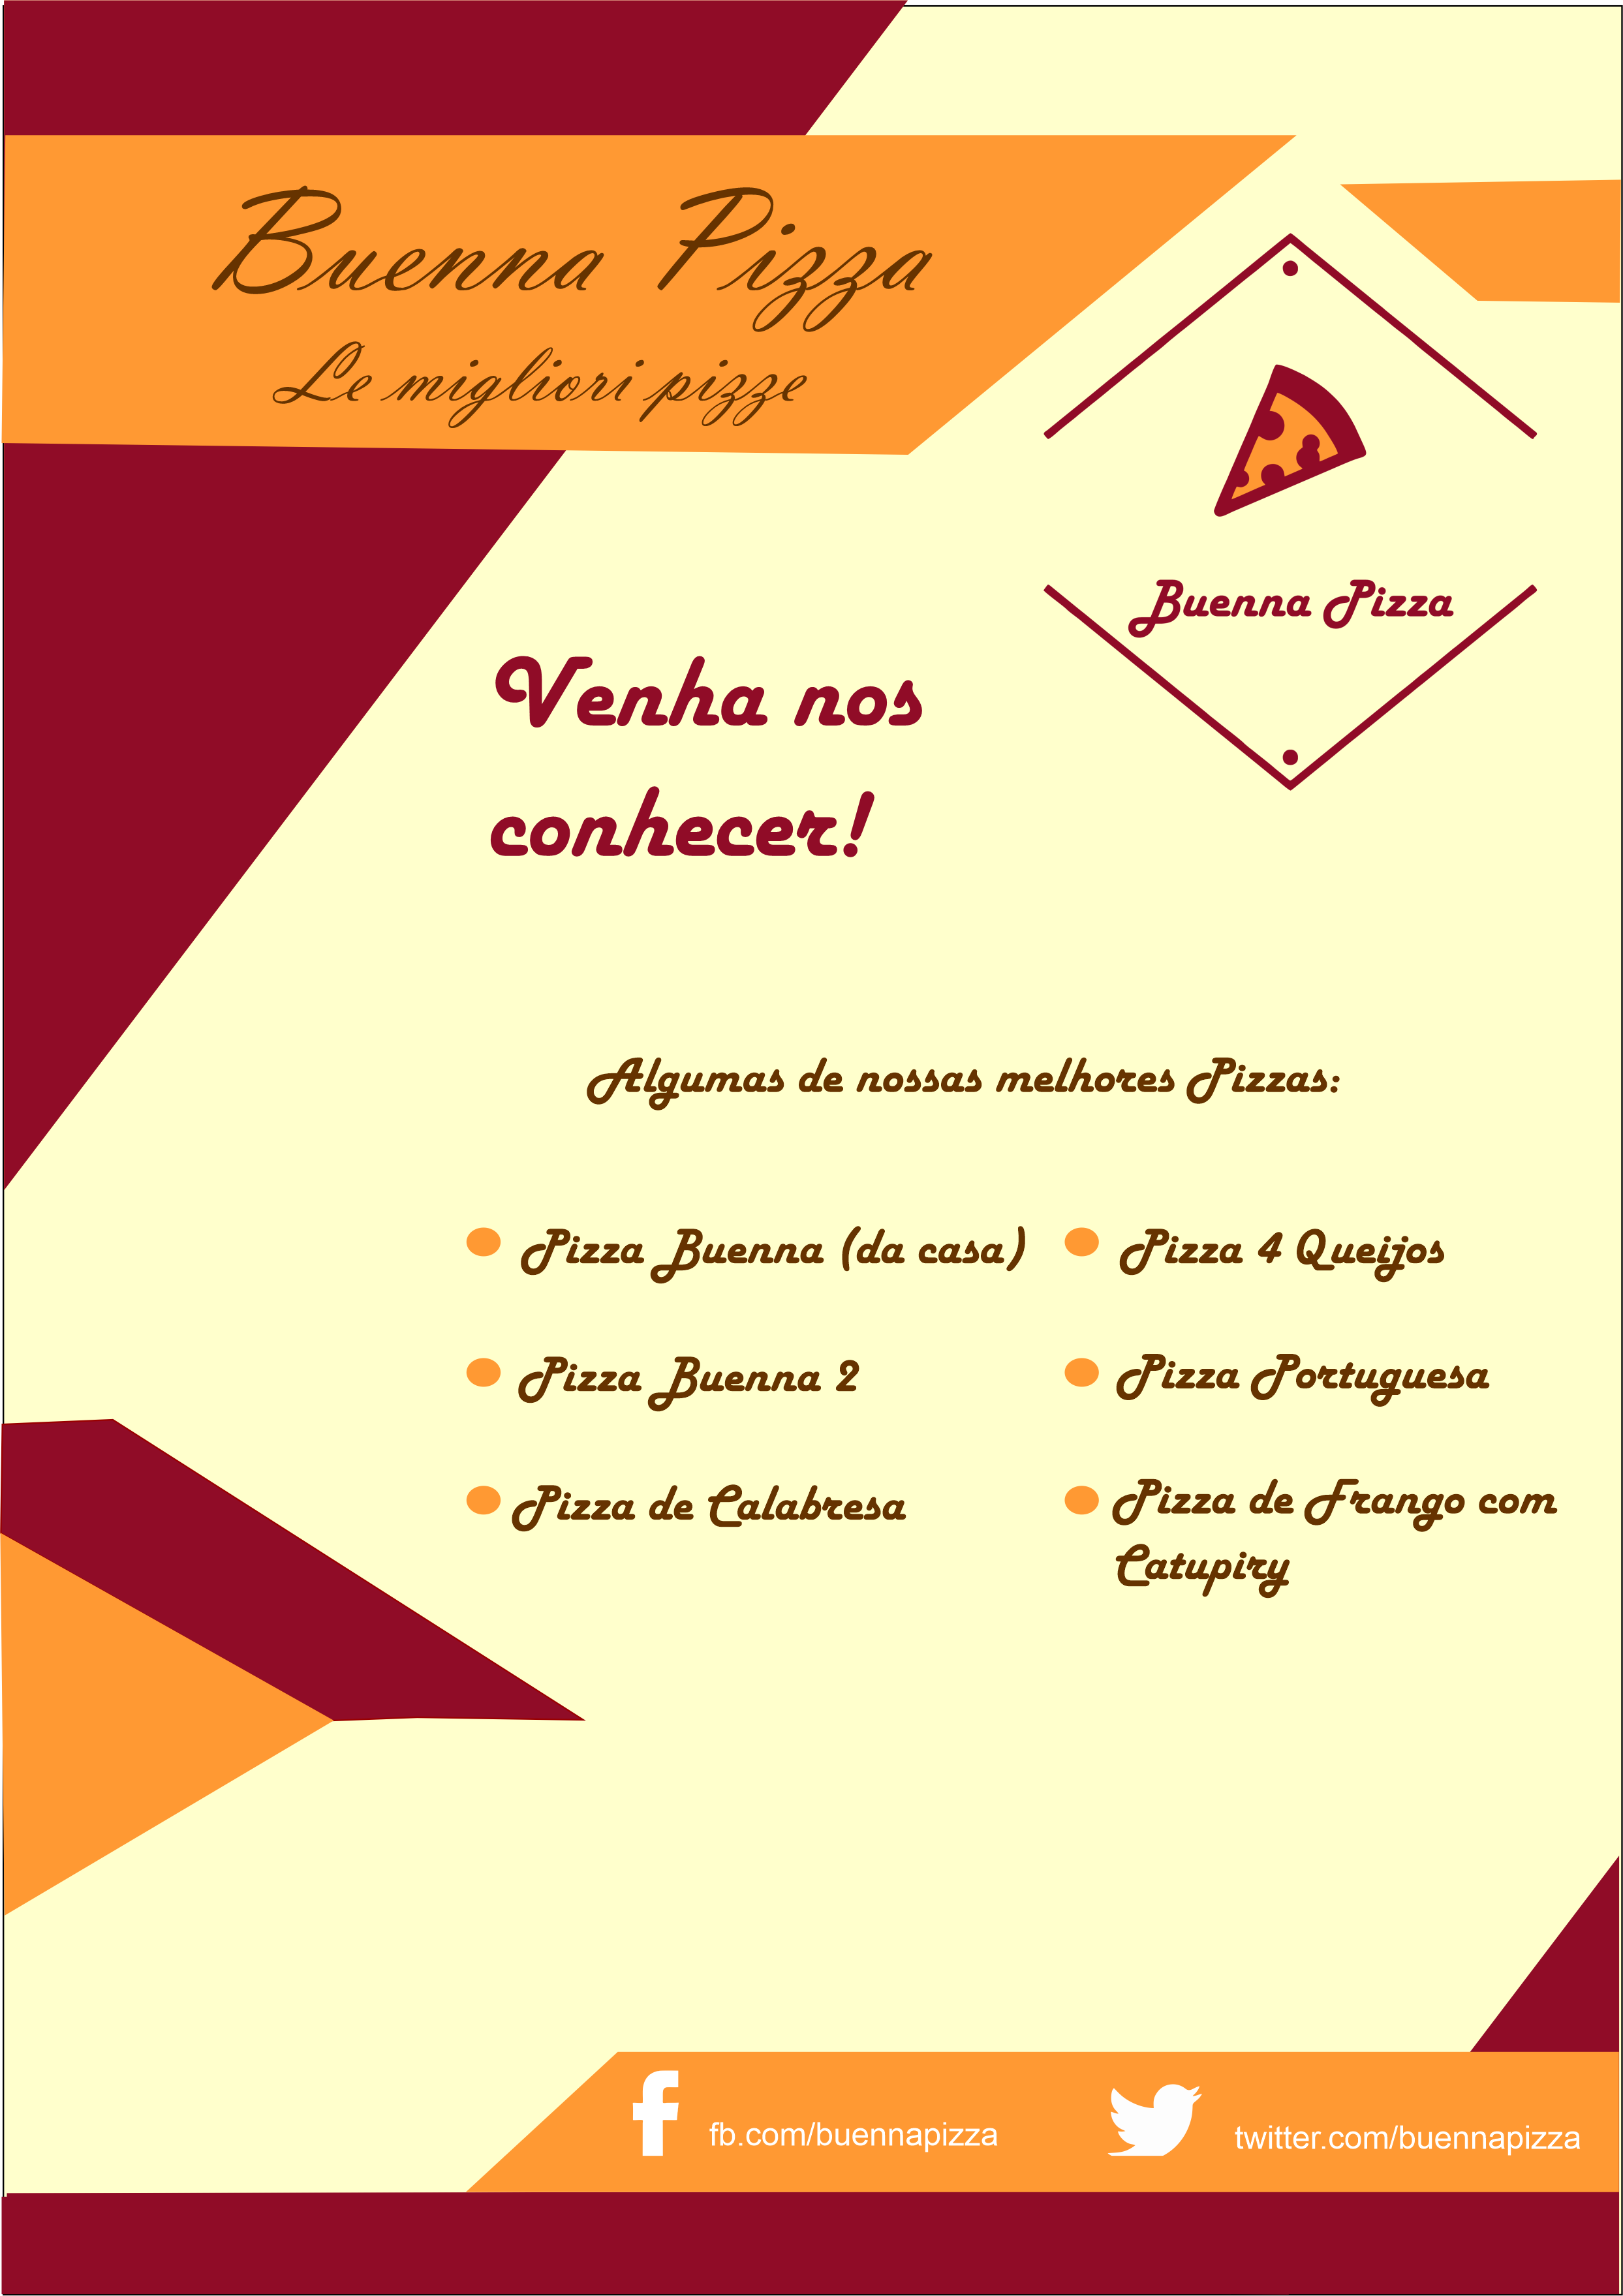 Buenna Pizza
Le migliori pizze
Buenna Pizza
Venha nos
conhecer!
Algumas de nossas melhores Pizzas:
Pizza Buenna (da casa)
Pizza Buenna 2
Pizza de Calabresa
Pizza 4 Queijos
Pizza Portuguesa
Pizza de Frango com
Catupiry
fb.com/buennapizza
twitter.com/buennapizza